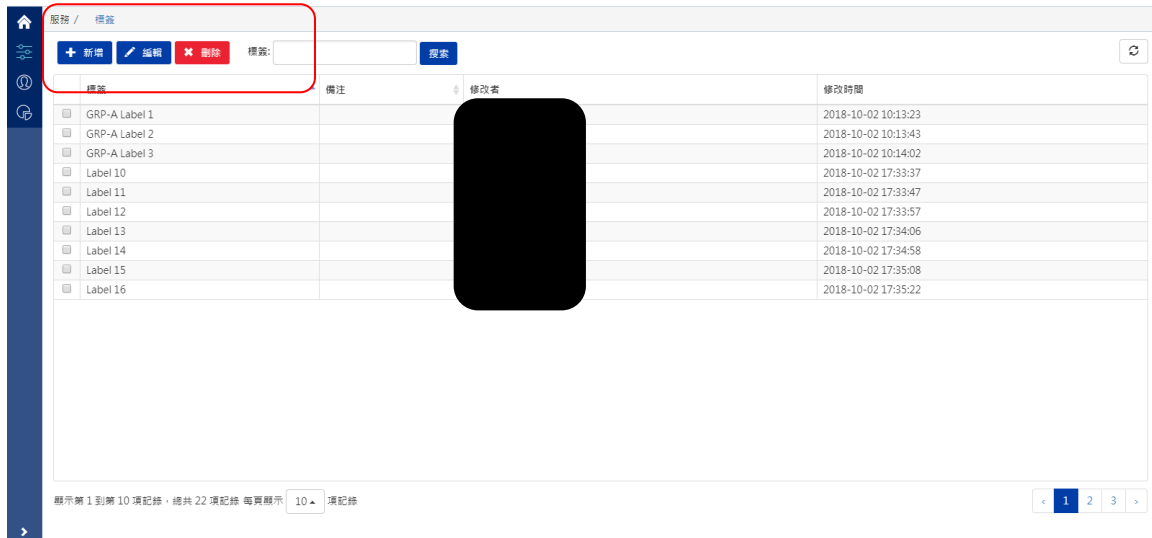 服務 / 標簽
新增 編輯 刪除 標簽: 搜索
標簽 備注 修改者 修改時間
GRP-A Label 1 2018-10-02 10:13:23
GRP-A Label 2 2018-10-02 10:13:43
GRP-A Label 3 2018-10-02 10:14:02
Label 10 2018-10-02 17:33:37
Label 11 2018-10-02 17:33:47
Label 12 2018-10-02 17:33:57
Label 13 2018-10-02 17:34:06
Label 14 2018-10-02 17:34:58
Label 15 2018-10-02 17:35:08
Label 16 2018-10-02 17:35:22
顯示第 1 到第 10 項記錄，總共 22 項記錄 每頁顯示 10 項記錄
‹ 1 2 3 ›